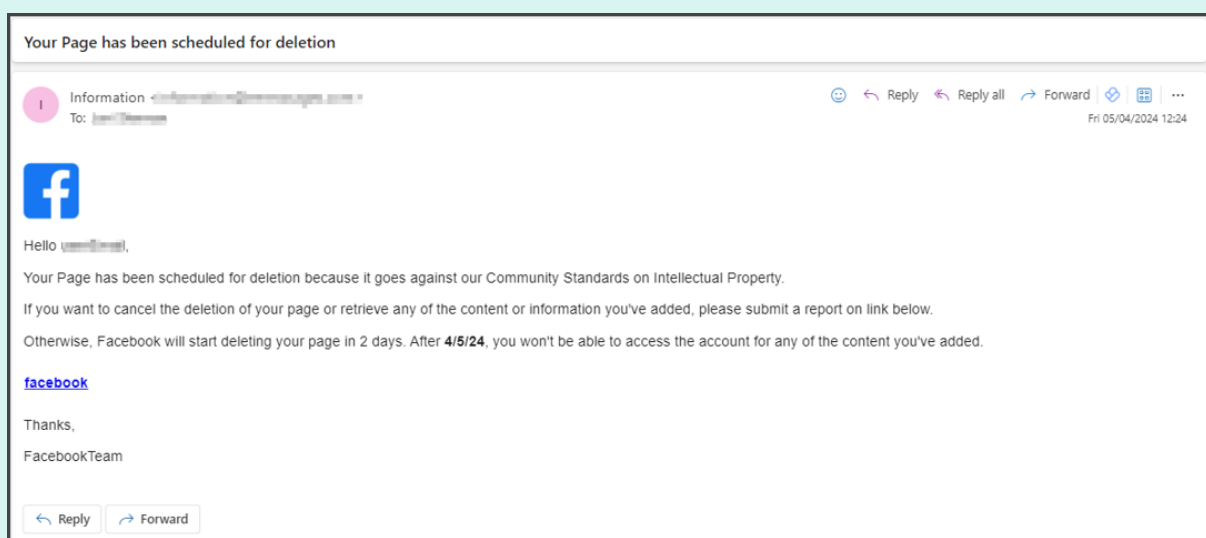 Your Page has been scheduled for deletion
I
Information
Reply
Reply all
Forward
To:
Fri 05/04/2024 12:24
f
Hello
Your Page has been scheduled for deletion because it goes against our Community Standards on Intellectual Property.
If you want to cancel the deletion of your page or retrieve any of the content or information you've added, please submit a report on link below.
Otherwise, Facebook will start deleting your page in 2 days. After 4/5/24, you won't be able to access the account for any of the content you've added.
facebook
Thanks,
FacebookTeam
Reply
Forward